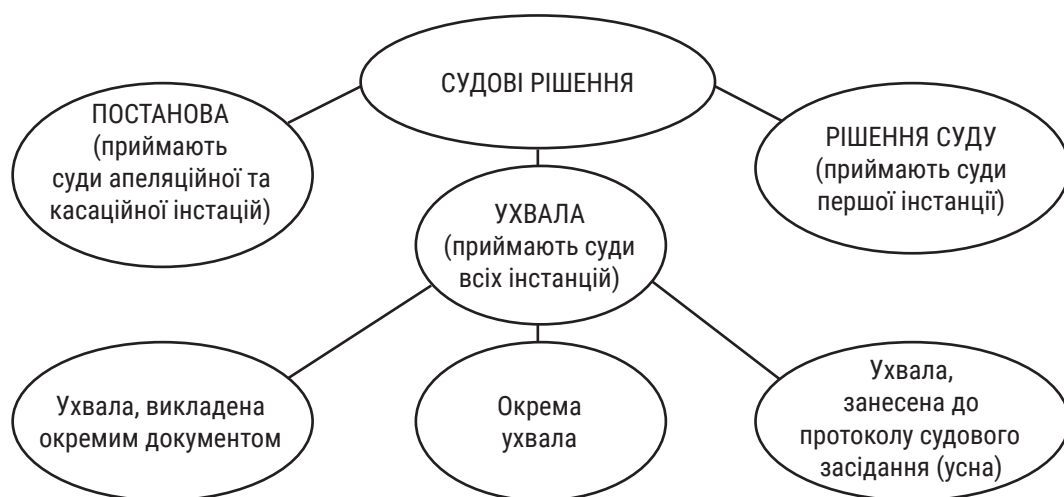 СУДОВІ РІШЕННЯ
ПОСТАНОВА
(приймають
суди апеляційної та
касаційної інстацій)
РІШЕННЯ СУДУ
(приймають суди
першої інстанції)
УХВАЛА
(приймають суди
всіх інстанцій)
Ухвала, викладена
окремим документом
Окрема
ухвала
Ухвала,
занесена до
протоколу судового
засідання (усна)